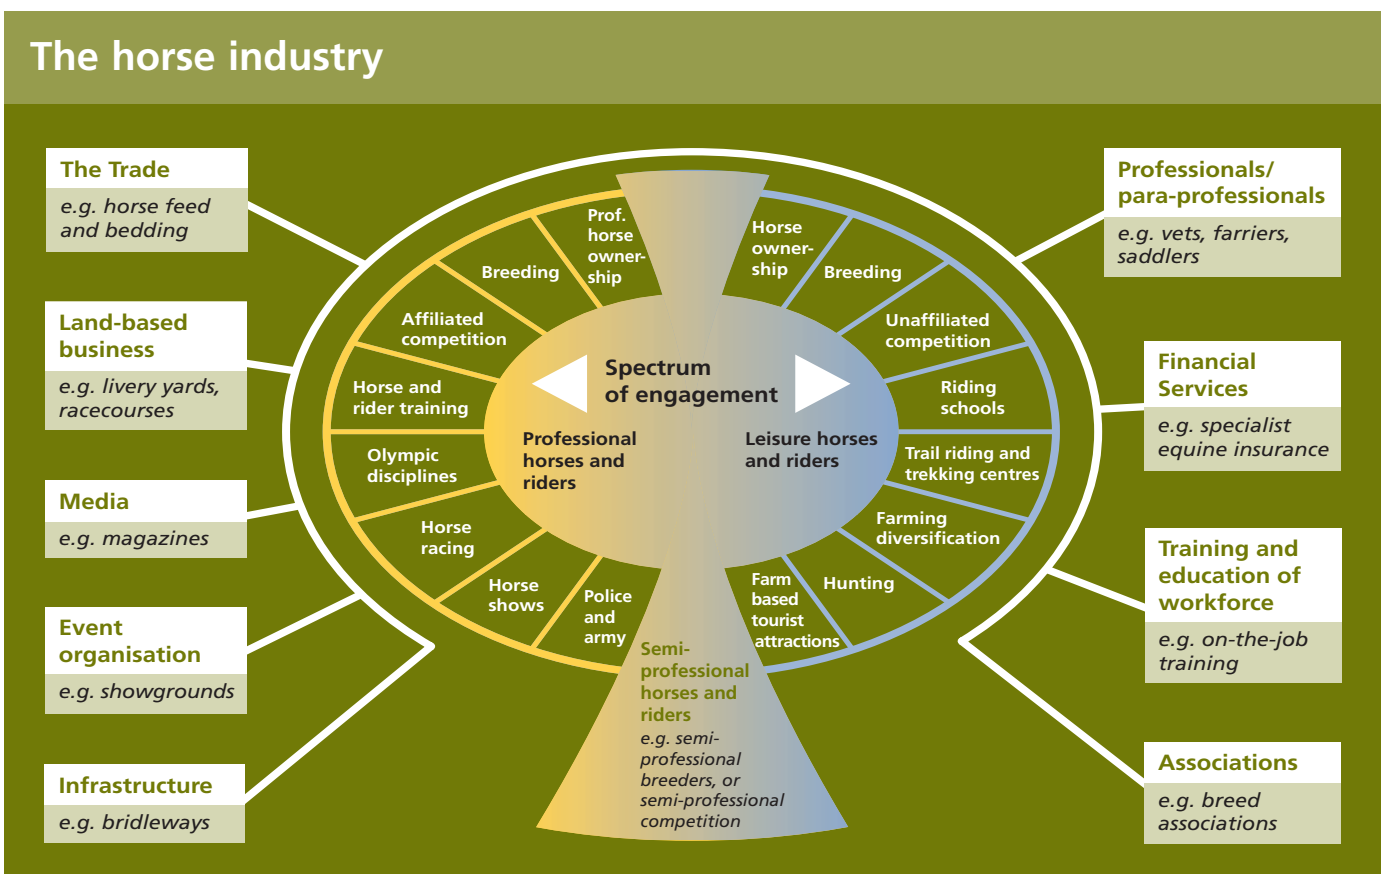 The horse industry
The Trade
e.g. horse feed
and bedding
Land-based
business
e.g. livery yards,
racecourses
Media
e.g. magazines
Event
organisation
e.g. showgrounds
Infrastructure
e.g. bridleways
Prof.
horse
owner-
ship
Breeding
Affiliated
competition
Horse and
rider training
Olympic
disciplines
Horse
racing
Horse
shows
Police
and
army
Spectrum
of engagement
Professional
horses and
riders
Leisure horses
and riders
Semi-
professional
horses and
riders
e.g. semi-
professional
breeders, or
semi-professional
competition
Horse
owner-
ship
Breeding
Unaffiliated
competition
Riding
schools
Trail riding and
trekking centres
Farming
diversification
Hunting
Farm
based
tourist
attractions
Professionals/
para-professionals
e.g. vets, farriers,
saddlers
Financial
Services
e.g. specialist
equine insurance
Training and
education of
workforce
e.g. on-the-job
training
Associations
e.g. breed
associations